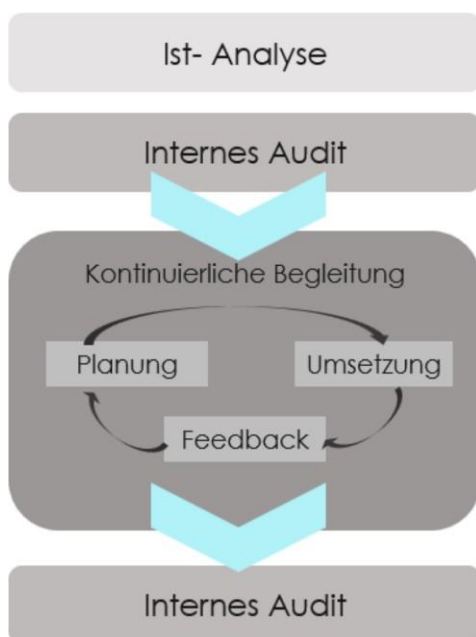 Ist- Analyse
Internes Audit
Kontinuierliche Begleitung
Planung
Umsetzung
Feedback
Internes Audit